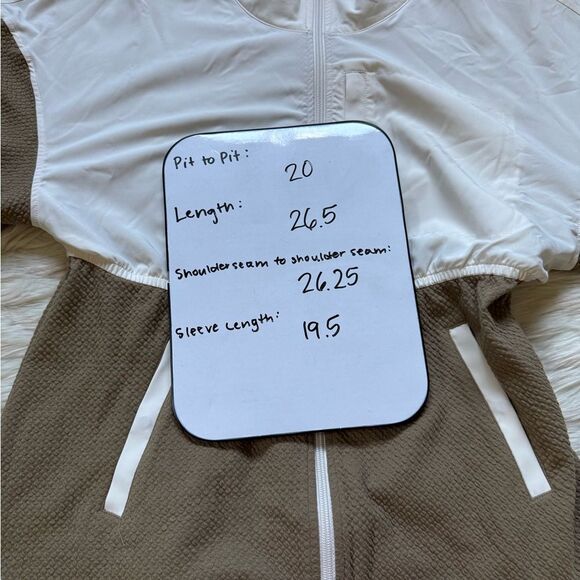 Pit to Pit:
20
Length:
26.5
Shoulder seam to shoulder seam:
26.25
Sleeve Length:
19.5